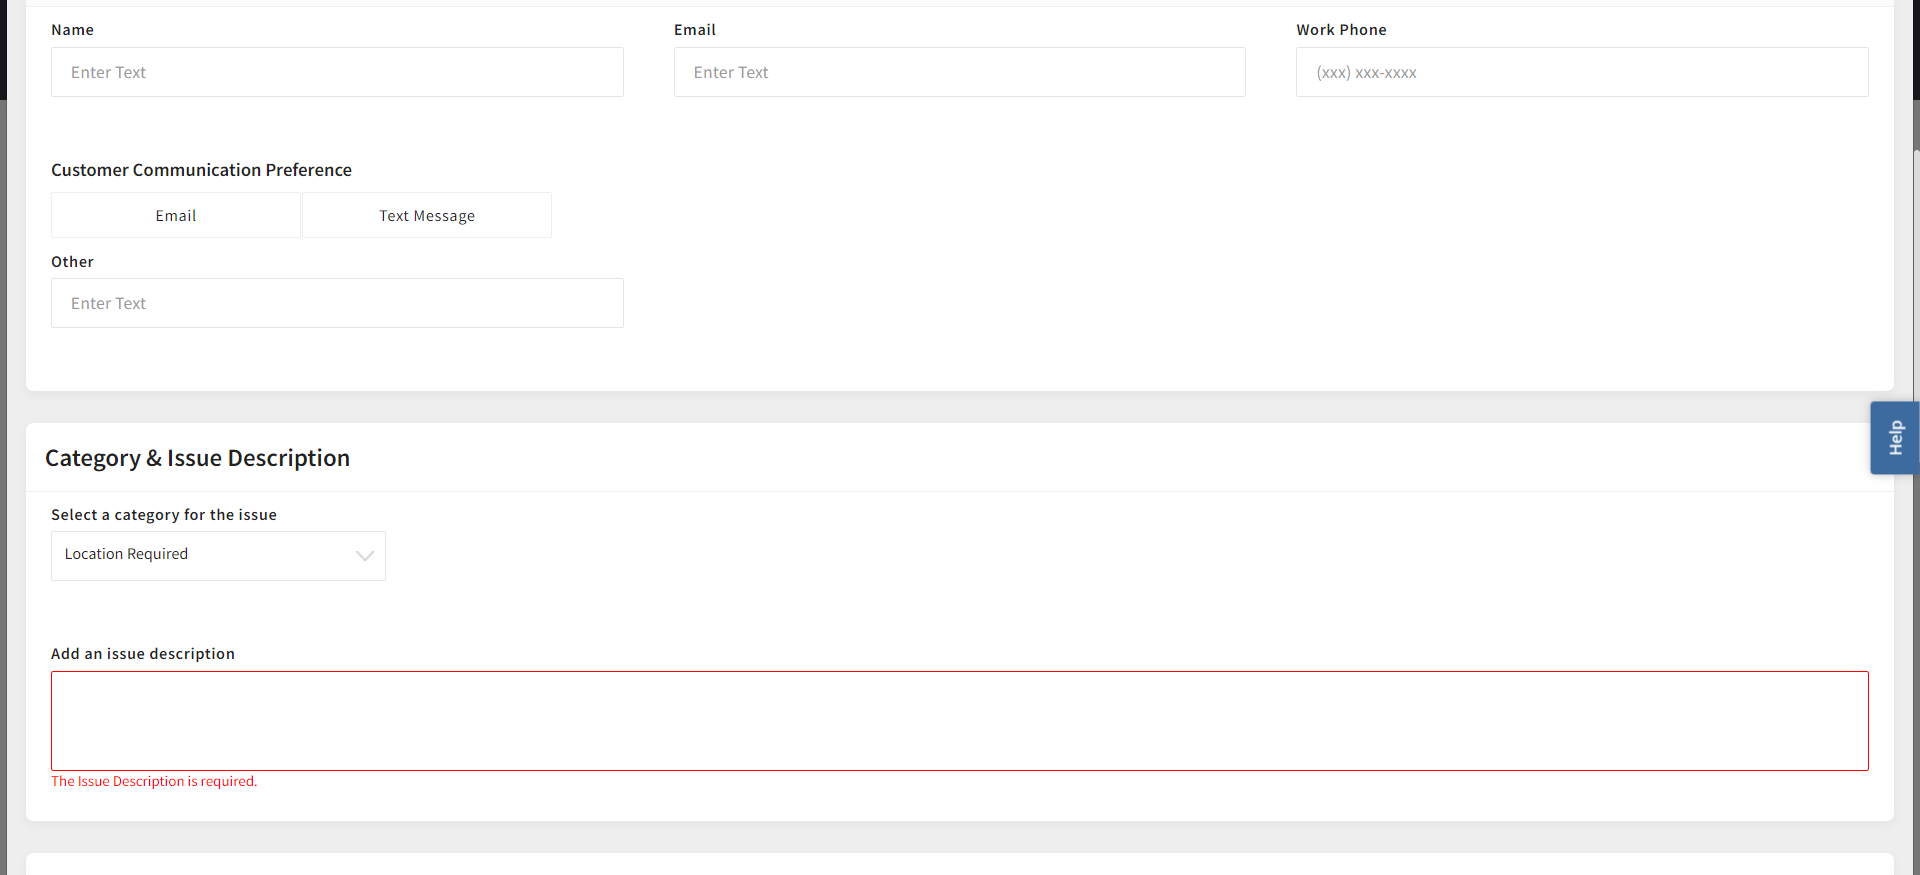 Name
Email
Work Phone
Enter Text
Enter Text
(xxx) xxx-xxxx
Customer Communication Preference
Email
Text Message
Other
Enter Text
Help
Category & Issue Description
Select a category for the issue
Location Required
Add an issue description
The Issue Description is required.